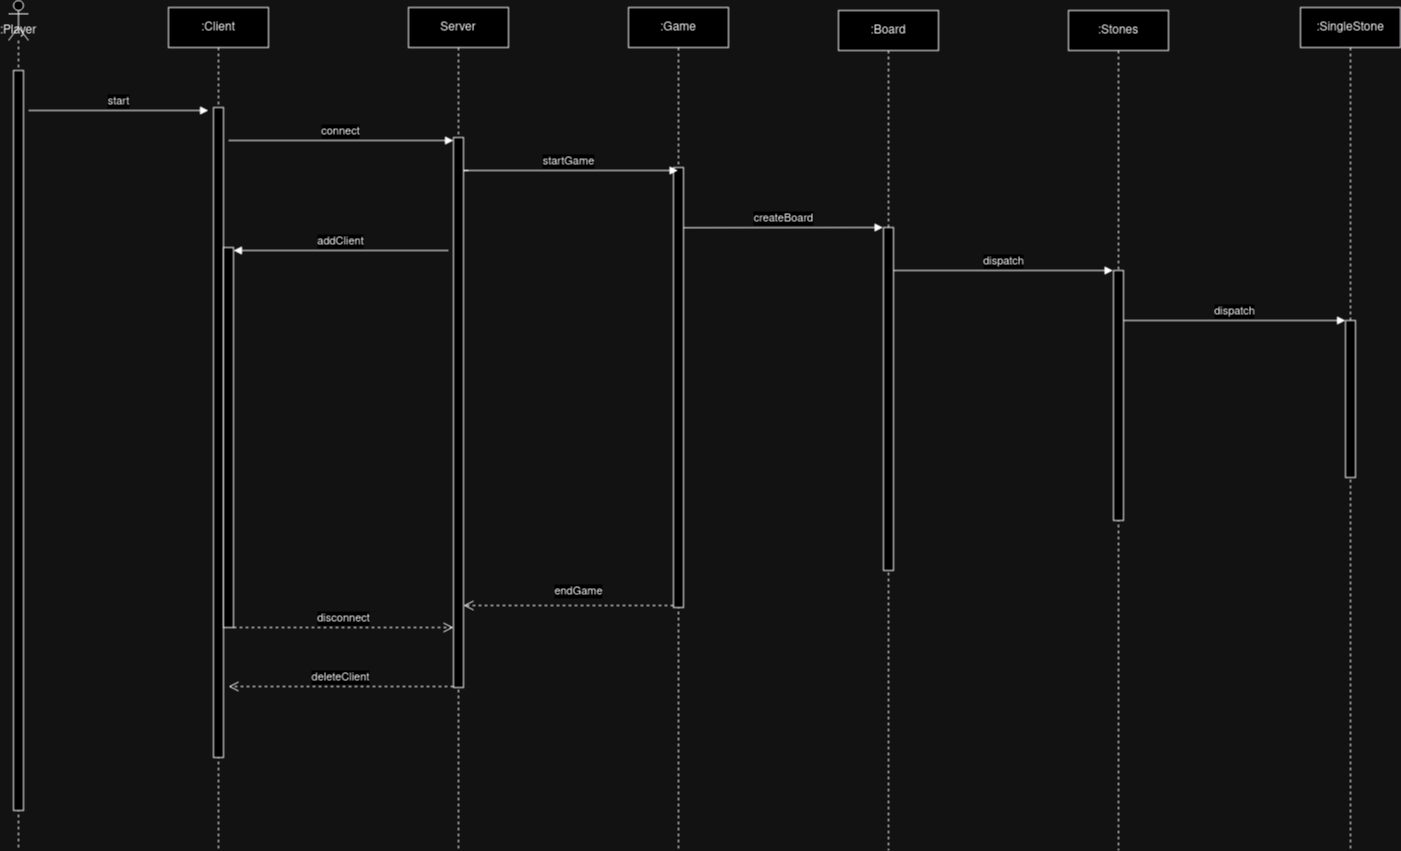 :Player
:Client
Server
:Game
:Board
:Stones
:SingleStone
start
connect
startGame
createBoard
addClient
dispatch
dispatch
endGame
disconnect
deleteClient